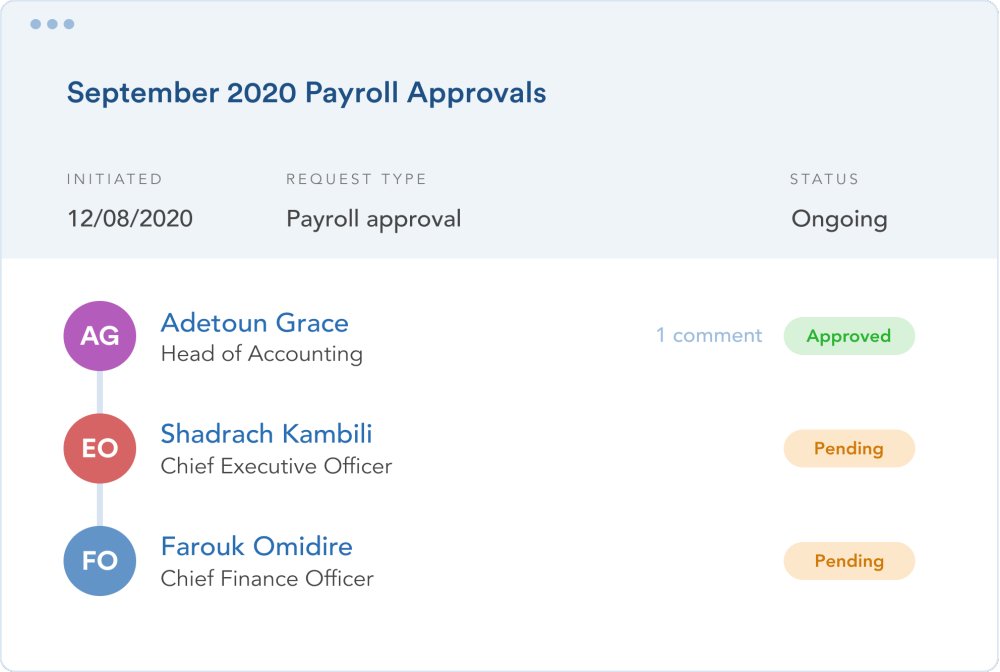 September 2020 Payroll Approvals
INITIATED REQUEST TYPE STATUS
12/08/2020 Payroll approval Ongoing
AG Adetoun Grace 1 comment Approved
Head of Accounting
EO Shadrach Kambili Pending
Chief Executive Officer
FO Farouk Omidire Pending
Chief Finance Officer